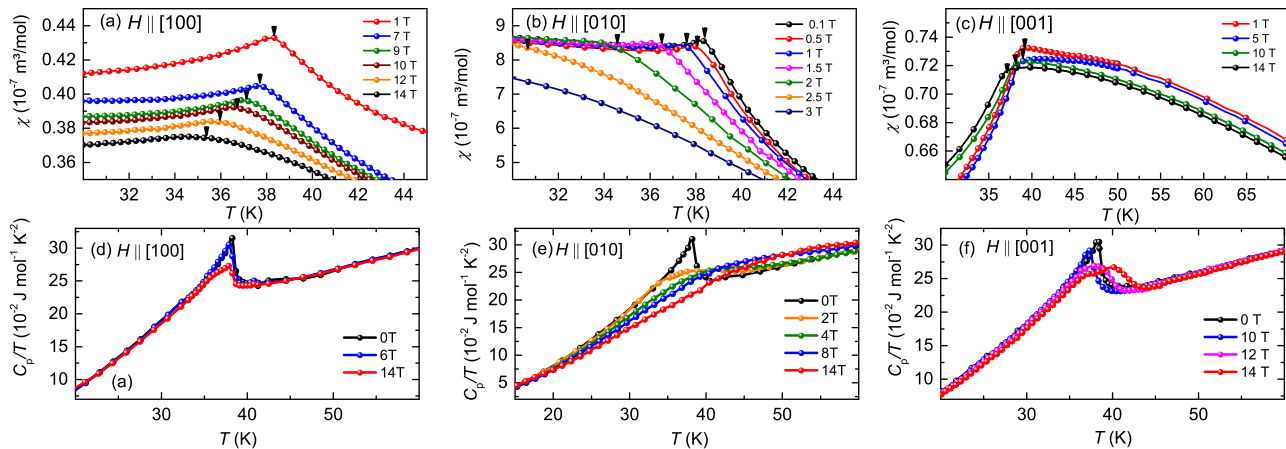 (a) H || [100]
1 T
7 T
9 T
10 T
12 T
14 T
0.44
0.42
0.40
0.38
0.36
χ (10⁻⁷ m³/mol)
32 34 36 38 40 42 44
T (K)
(b) H || [010]
0.1 T
0.5 T
1 T
1.5 T
2 T
2.5 T
3 T
9
8
7
6
5
χ (10⁻⁷ m³/mol)
32 34 36 38 40 42 44
T (K)
(c) H || [001]
1 T
5 T
10 T
14 T
0.74
0.72
0.70
0.68
0.66
χ (10⁻⁷ m³/mol)
35 40 45 50 55 60 65
T (K)
(d) H || [100]
0T
6T
14T
(a)
30
25
20
15
10
Cₚ/T (10⁻² J mol⁻¹ K⁻²)
30 40 50
T (K)
(e) H || [010]
0T
2T
4T
8T
14T
30
25
20
15
10
5
Cₚ/T (10⁻² J mol⁻¹ K⁻²)
20 30 40 50
T (K)
(f) H || [001]
0 T
10 T
12 T
14 T
30
25
20
15
10
Cₚ/T (10⁻² J mol⁻¹ K⁻²)
30 40 50
T (K)